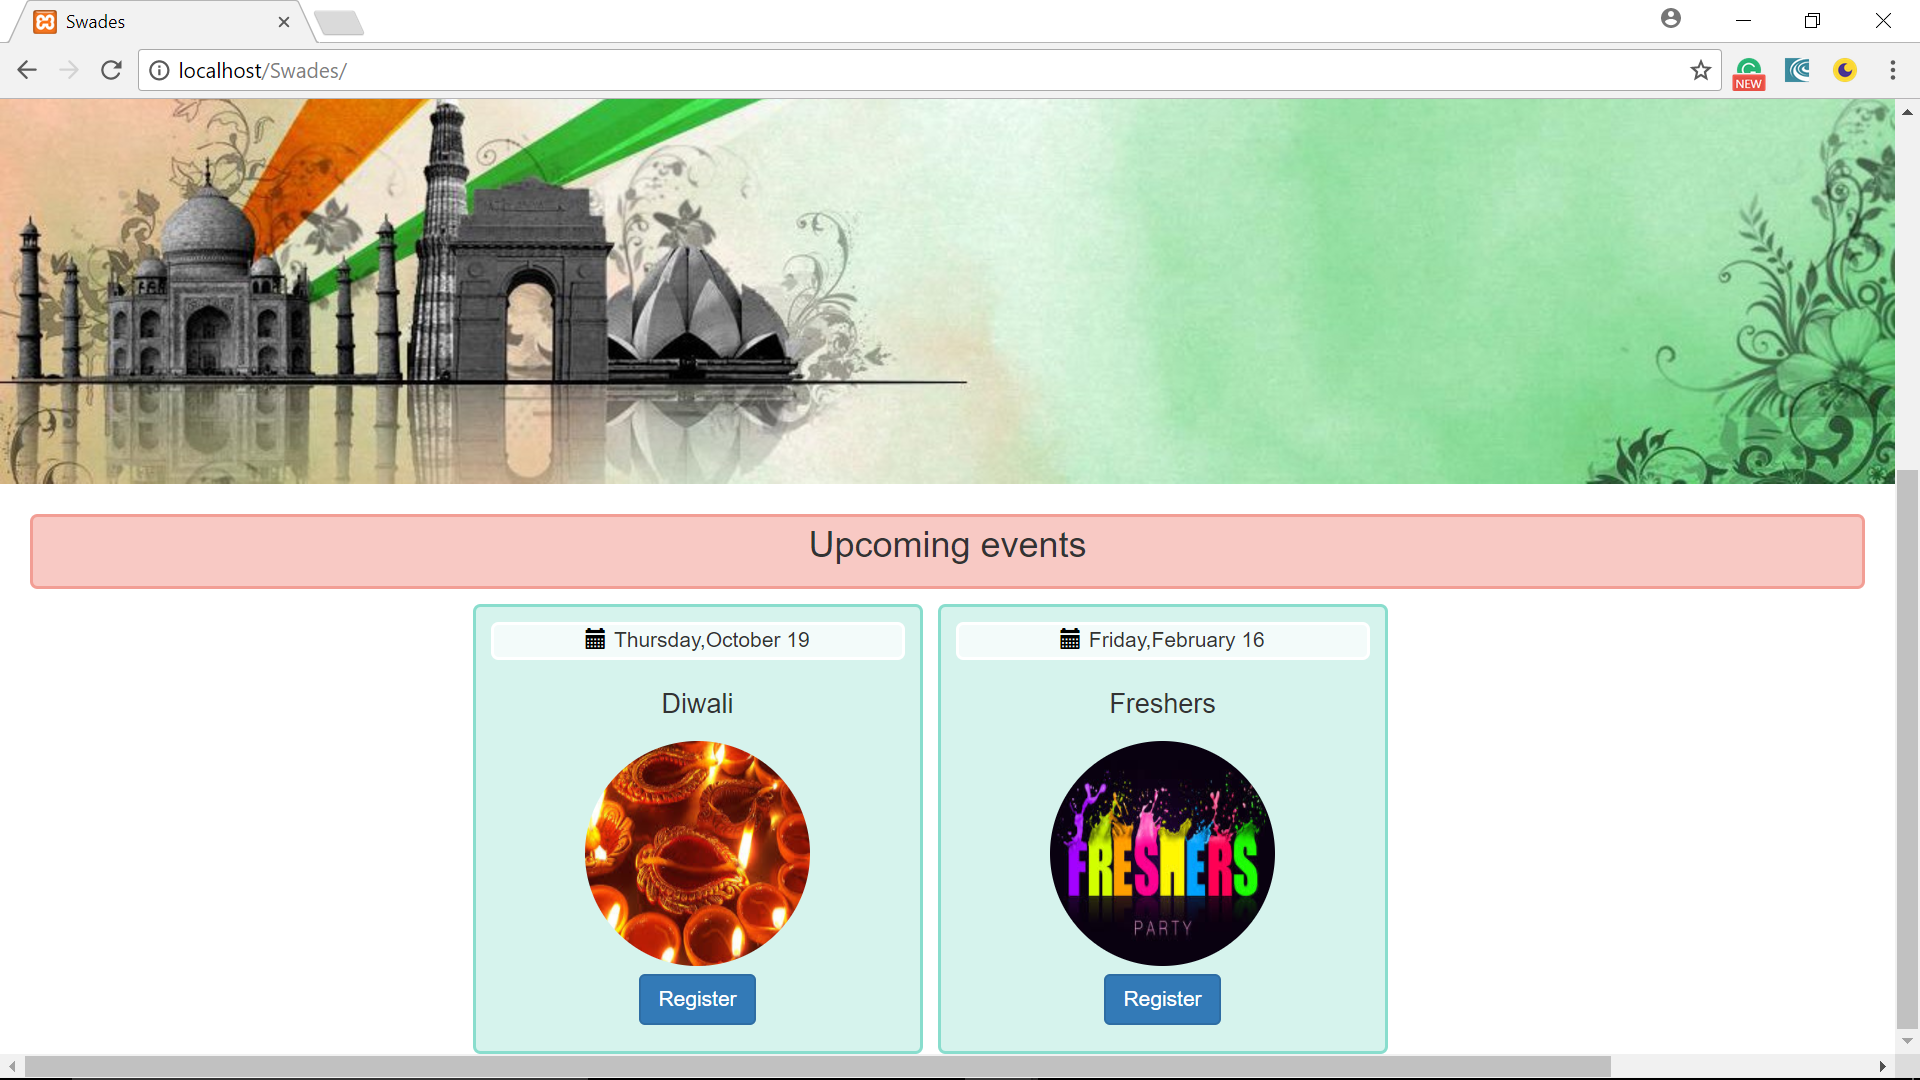 Swades
localhost/Swades/
NEW
Upcoming events
Thursday,October 19
Friday,February 16
Diwali
Freshers
FRESHERS
PARTY
Register
Register